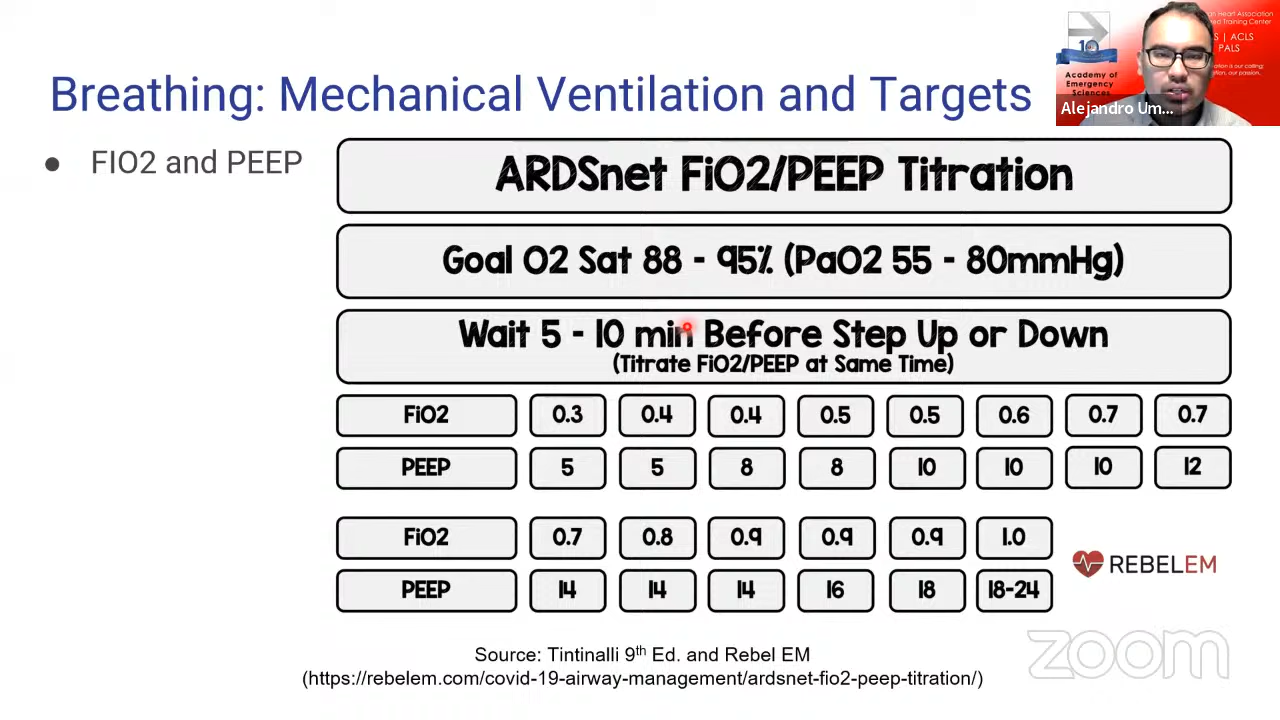 Breathing: Mechanical Ventilation and Targets
● FIO2 and PEEP
ARDSnet FiO2/PEEP Titration
Goal O2 Sat 88 - 95% (PaO2 55 - 80mmHg)
Wait 5 - 10 min Before Step Up or Down
(Titrate FiO2/PEEP at Same Time)
FiO2 0.3 0.4 0.4 0.5 0.5 0.6 0.7 0.7
PEEP 5 5 8 8 10 10 10 12
FiO2 0.7 0.8 0.9 0.9 0.9 1.0
PEEP 14 14 14 16 18 18-24
REBELEM
Source: Tintinalli 9th Ed. and Rebel EM
(https://rebelem.com/covid-19-airway-management/ardsnet-fio2-peep-titration/)
zoom
10
Academy of
Emergency
Sciences
Alejandro Um...
Heart Association
Training Center
| ACLS
PALS